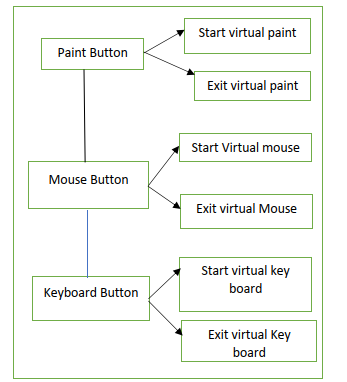 Paint Button
Start virtual paint
Exit virtual paint
Mouse Button
Start Virtual mouse
Exit virtual Mouse
Keyboard Button
Start virtual key
board
Exit virtual Key
board